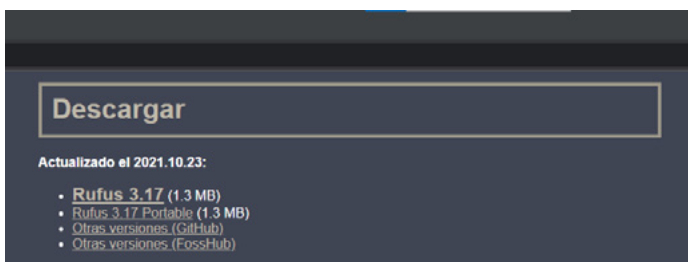 Descargar
Actualizado el 2021.10.23:
Rufus 3.17 (1.3 MB)
Rufus 3.17 Portable (1.3 MB)
Otras versiones (GitHub)
Otras versiones (FossHub)